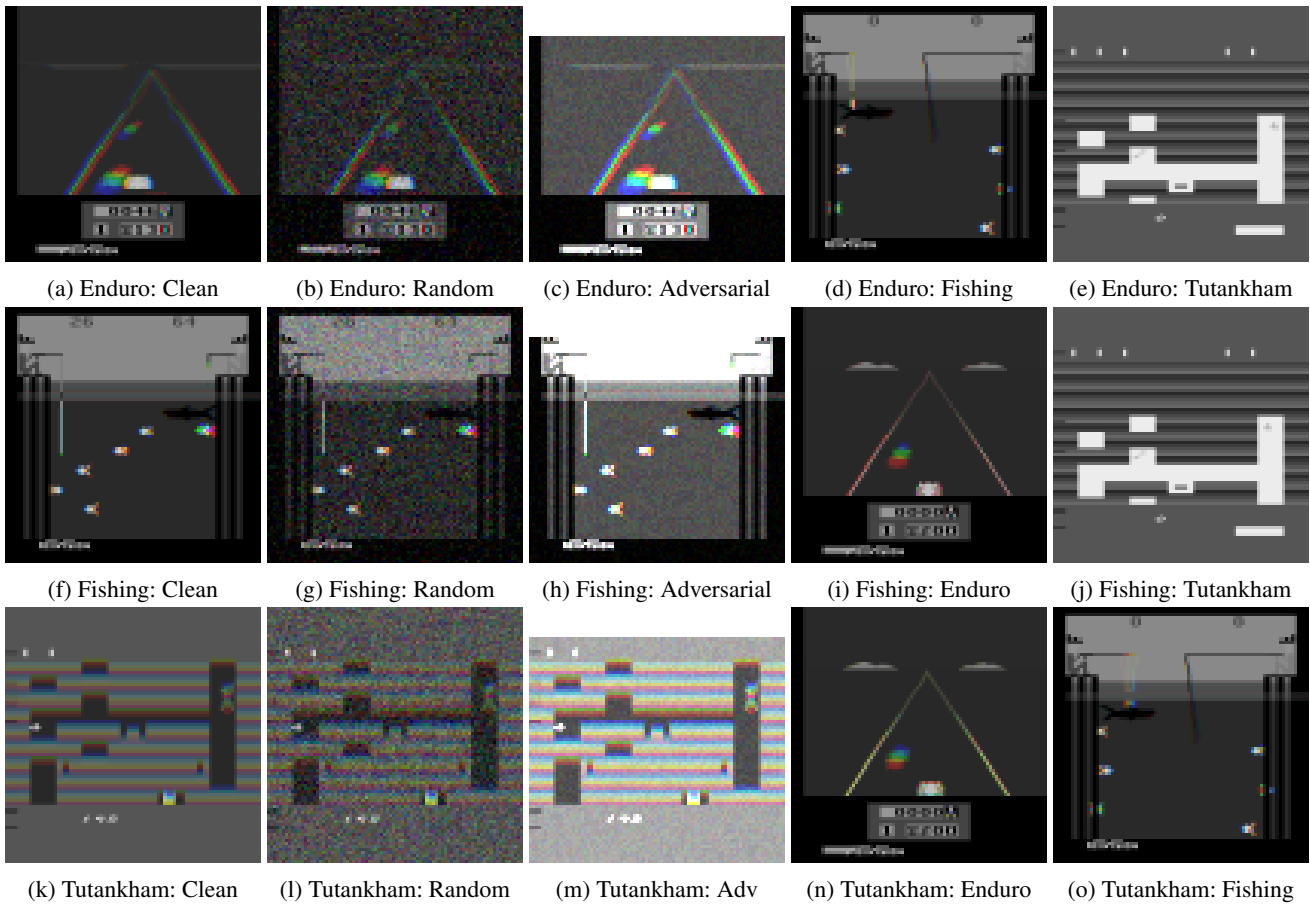 (a) Enduro: Clean
(b) Enduro: Random
(c) Enduro: Adversarial
(d) Enduro: Fishing
(e) Enduro: Tutankham
(f) Fishing: Clean
(g) Fishing: Random
(h) Fishing: Adversarial
(i) Fishing: Enduro
(j) Fishing: Tutankham
(k) Tutankham: Clean
(l) Tutankham: Random
(m) Tutankham: Adv
(n) Tutankham: Enduro
(o) Tutankham: Fishing